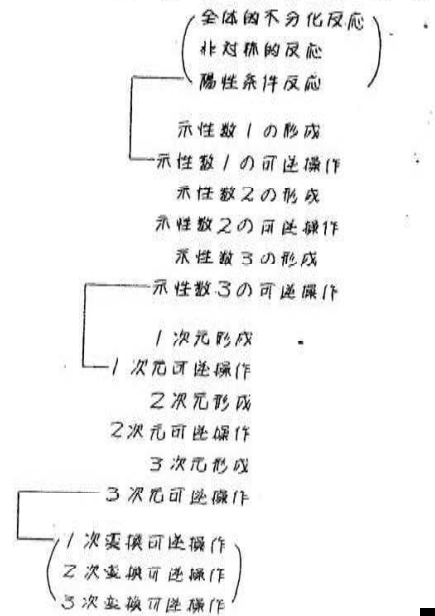 全体的不分化反応
非対称的反応
陽性条件反応
示性数1の形成
示性数1の可逆操作
示性数2の形成
示性数2の可逆操作
示性数3の形成
示性数3の可逆操作
1次元形成
1次元可逆操作
2次元形成
2次元可逆操作
3次元形成
3次元可逆操作
1次変換可逆操作
2次変換可逆操作
3次変換可逆操作